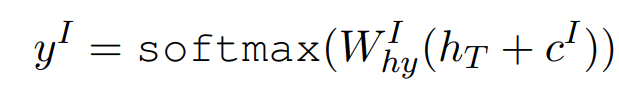 y^I = softmax(W^I_{hy}(h_T + c^I))